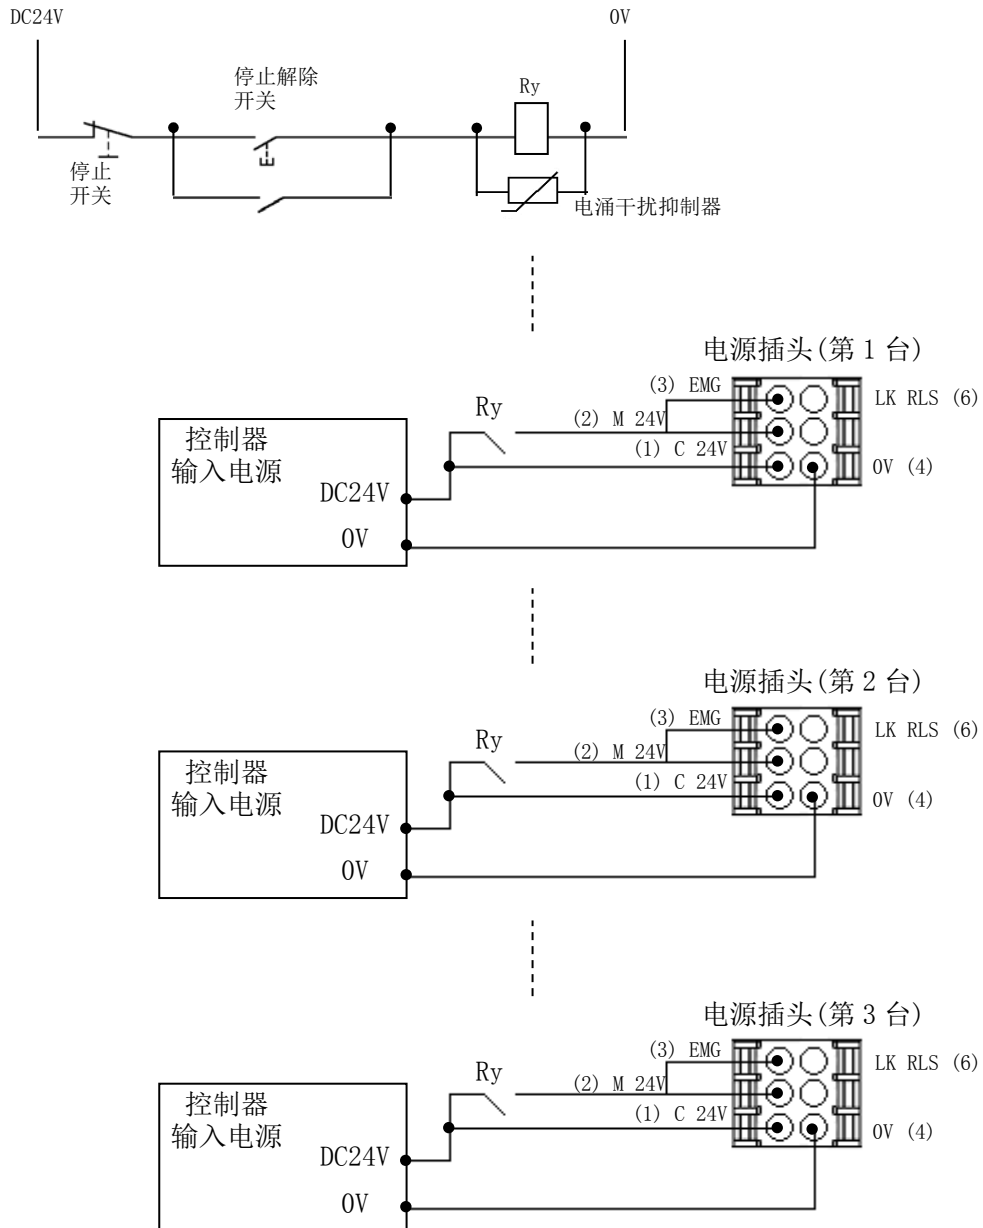 DC24V
0V
停止解除
开关
Ry
停止
开关
电涌干扰抑制器
电源插头(第 1 台)
(3) EMG
LK RLS (6)
Ry
(2) M 24V
控制器
输入电源
(1) C 24V
0V (4)
DC24V
0V
电源插头(第 2 台)
(3) EMG
LK RLS (6)
Ry
(2) M 24V
控制器
输入电源
(1) C 24V
0V (4)
DC24V
0V
电源插头(第 3 台)
(3) EMG
LK RLS (6)
Ry
(2) M 24V
控制器
输入电源
(1) C 24V
0V (4)
DC24V
0V